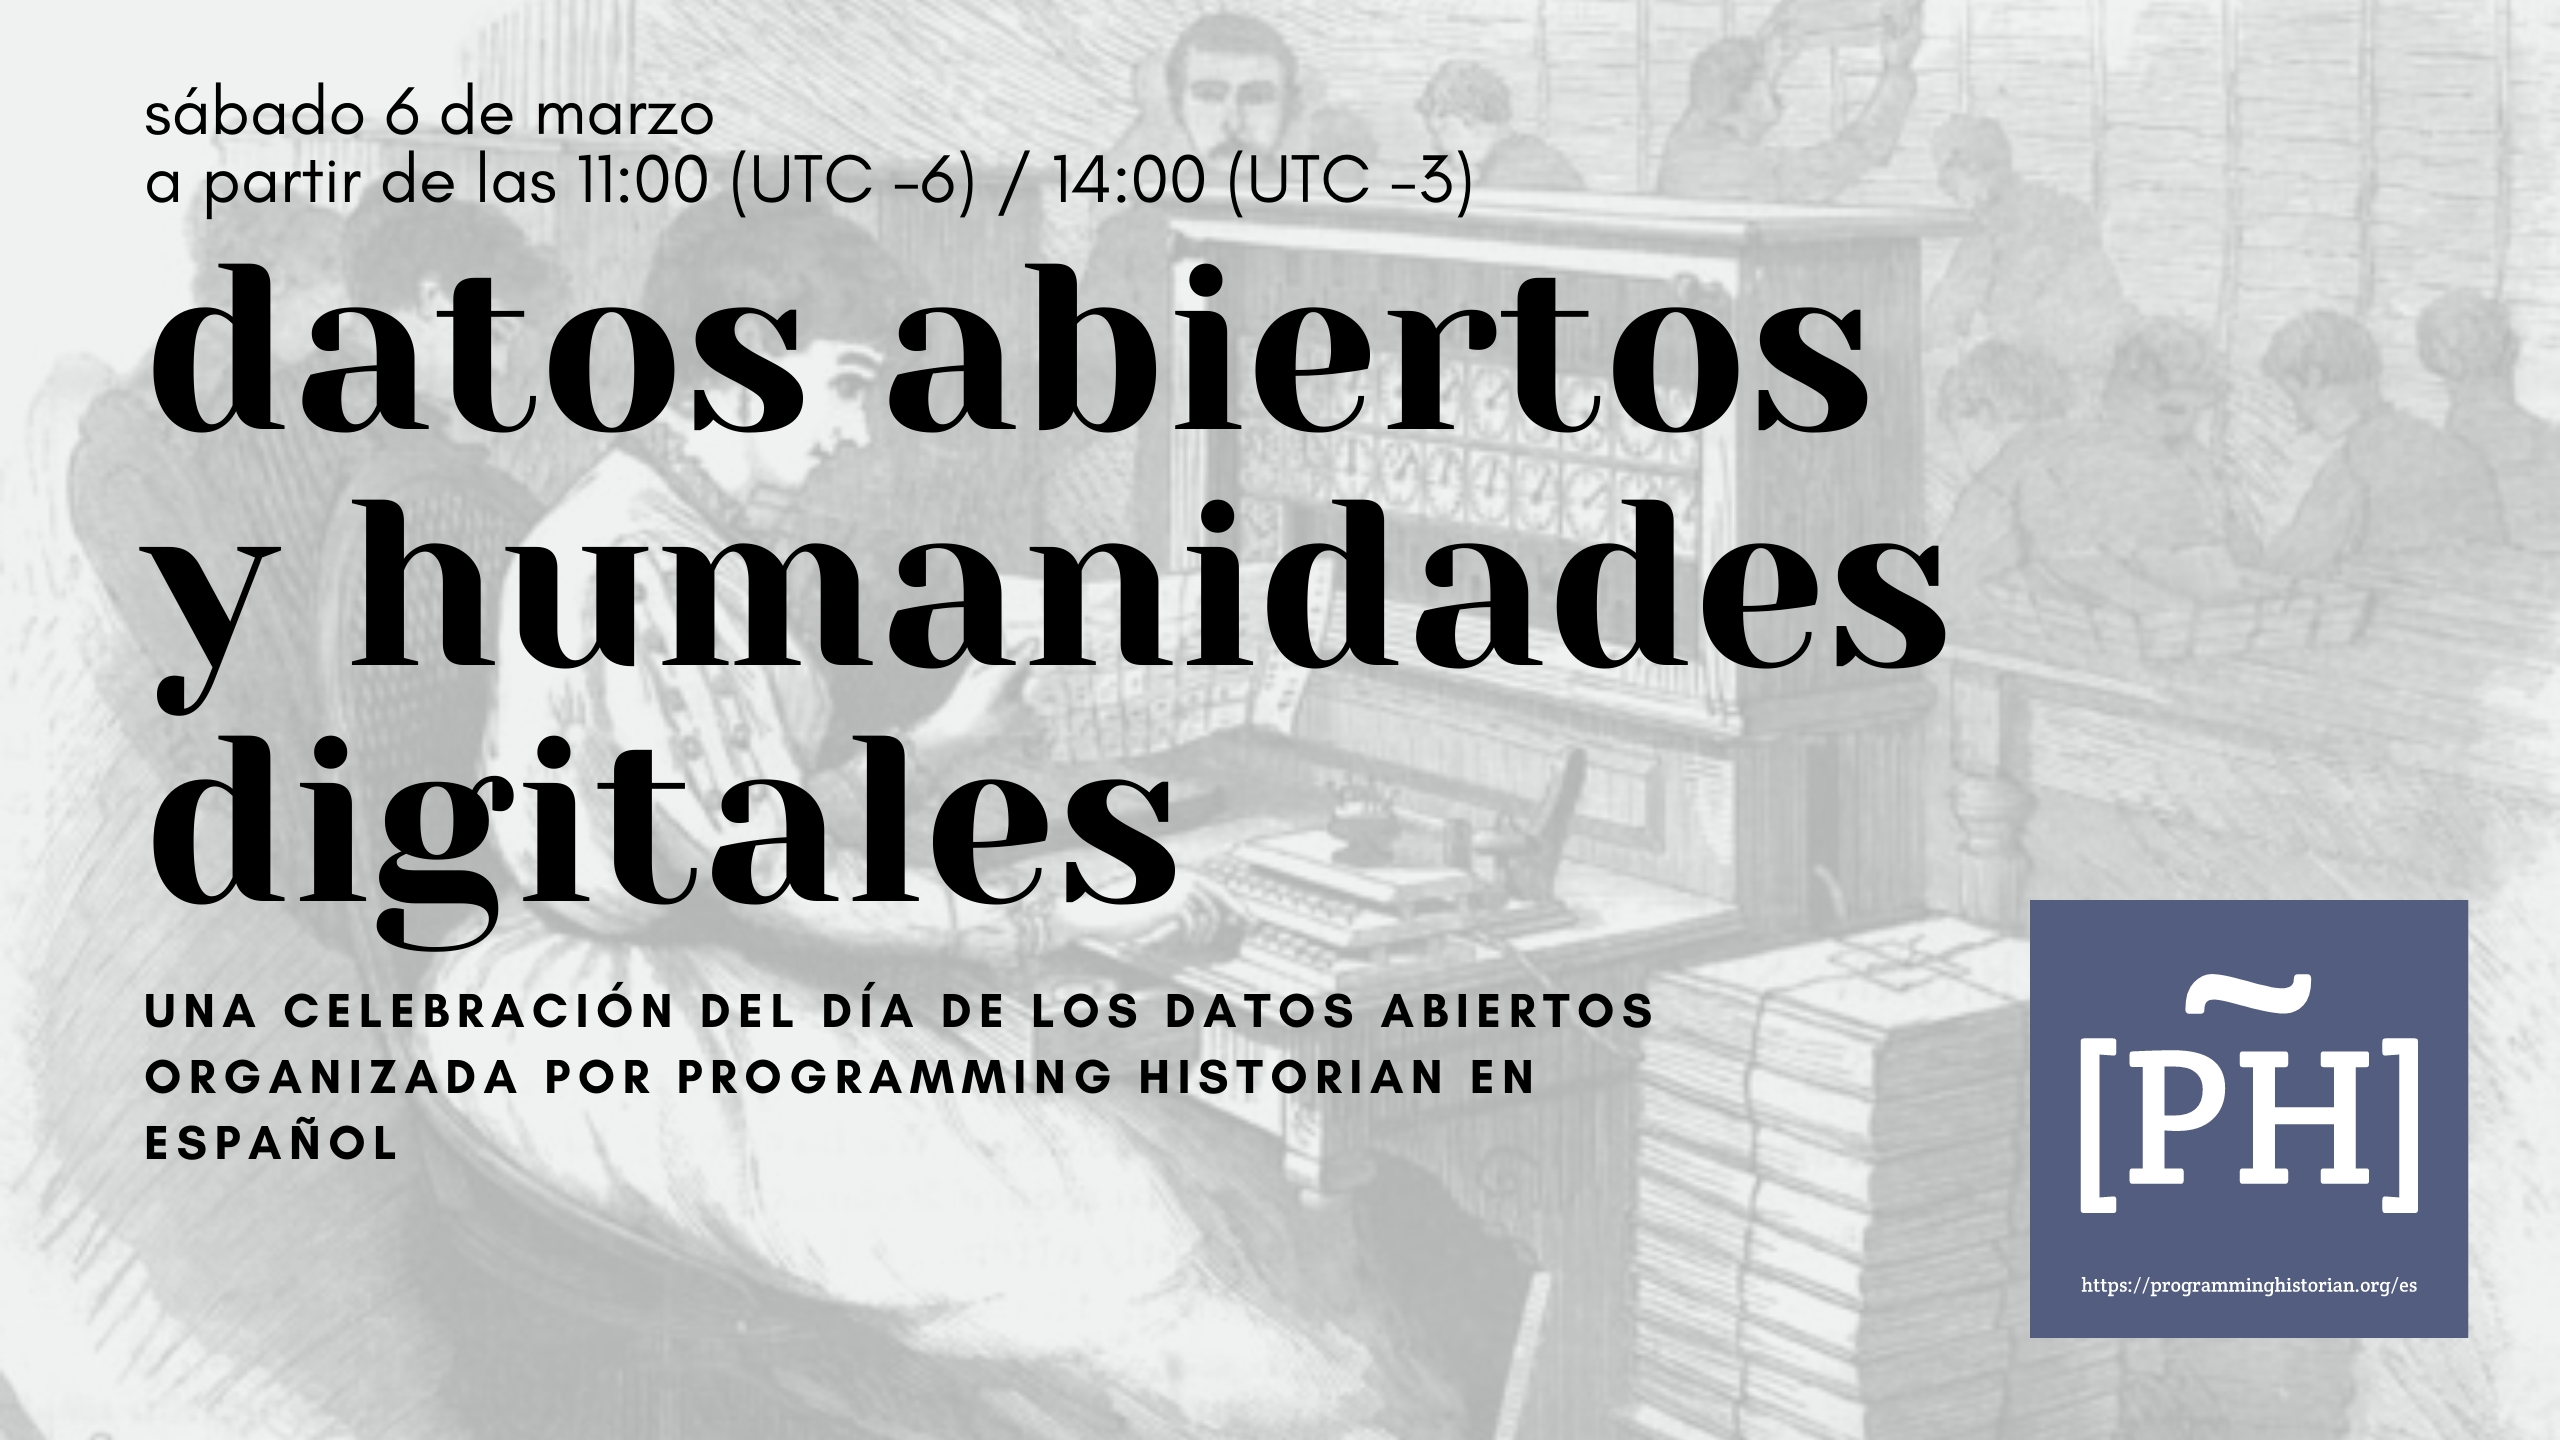 sábado 6 de marzo
a partir de las 11:00 (UTC -6) / 14:00 (UTC -3)
datos abiertos
y humanidades
digitales
UNA CELEBRACIÓN DEL DÍA DE LOS DATOS ABIERTOS
ORGANIZADA POR PROGRAMMING HISTORIAN EN
ESPAÑOL
~
[PH]
https://programminghistorian.org/es